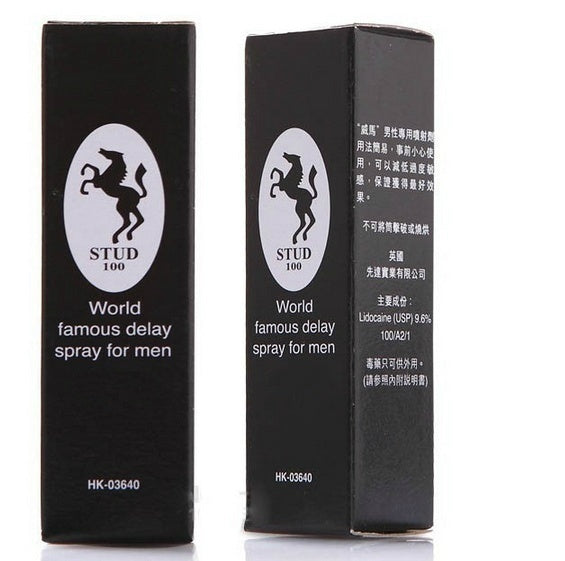 STUD
100
World
famous delay
spray for men
HK-03640
STUD
100
World
famous delay
spray for men
HK-03640
“威馬”男性專用噴射劑
用法簡易，事前小心使
用，可以減低過度敏
感，保證獲得最好效
果。
不可將筒擊破或燒烘
英國
先達實業有限公司
主要成份：
Lidocaine (USP) 9.6%
100/A2/1
毒藥只可供外用。
(請參照內附說明書)